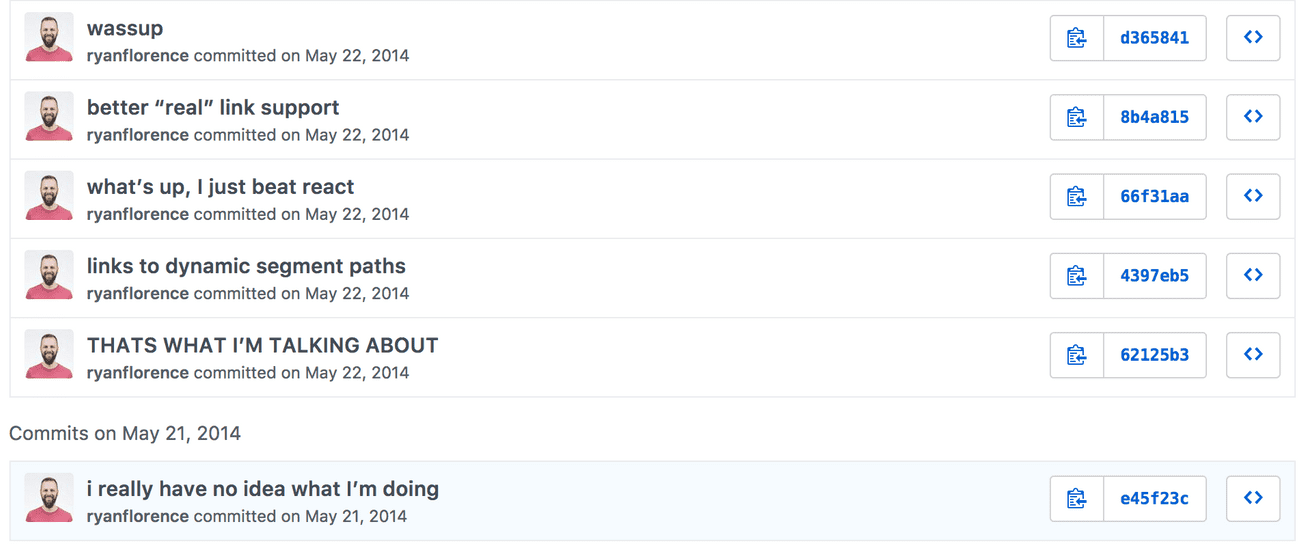 wassup
ryanflorence committed on May 22, 2014
d365841
better “real” link support
ryanflorence committed on May 22, 2014
8b4a815
what’s up, I just beat react
ryanflorence committed on May 22, 2014
66f31aa
links to dynamic segment paths
ryanflorence committed on May 22, 2014
4397eb5
THATS WHAT I’M TALKING ABOUT
ryanflorence committed on May 22, 2014
62125b3
Commits on May 21, 2014
i really have no idea what I’m doing
ryanflorence committed on May 21, 2014
e45f23c